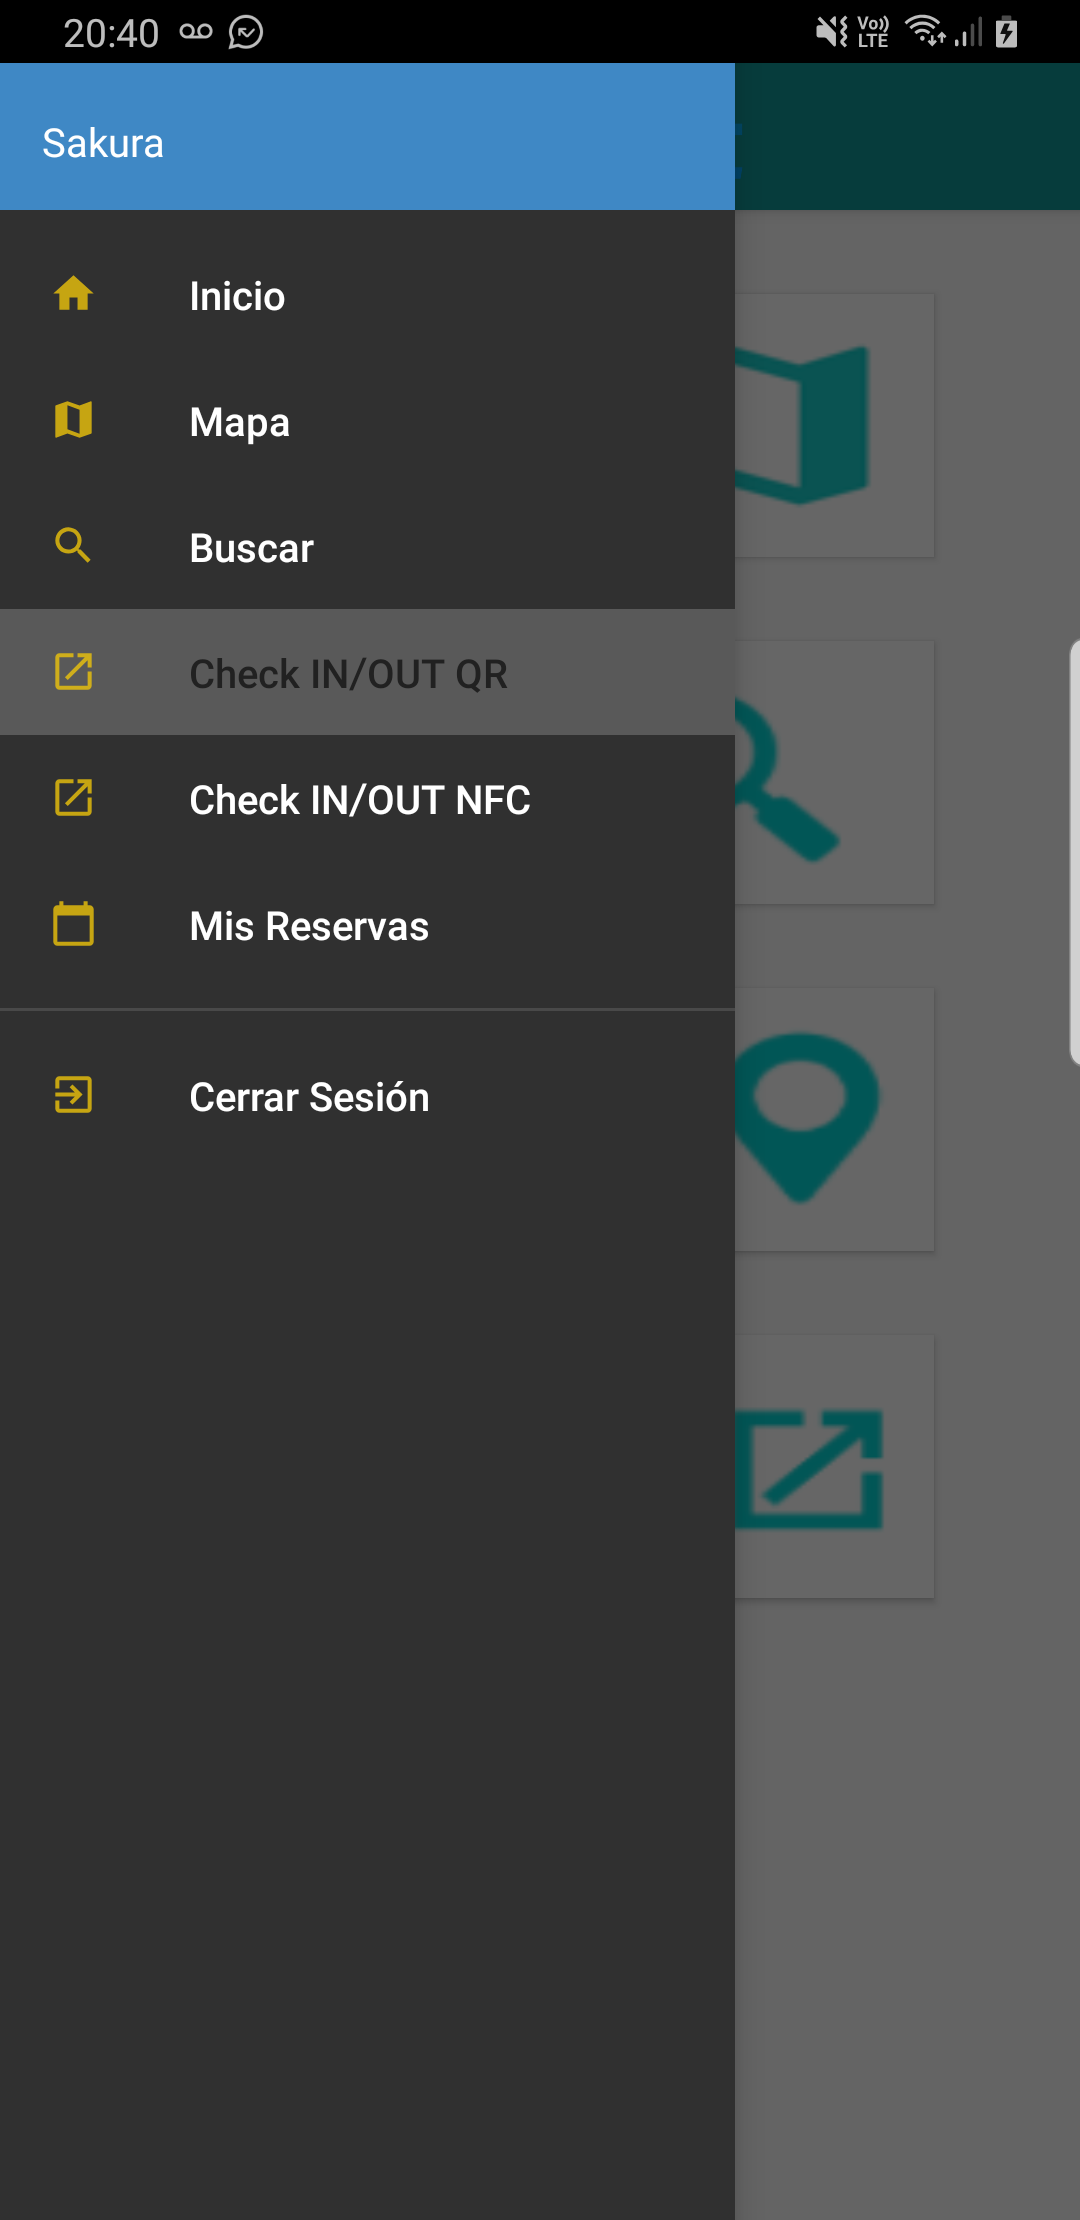 20:40
Vo)) LTE
Sakura
Inicio
Mapa
Buscar
Check IN/OUT QR
Check IN/OUT NFC
Mis Reservas
Cerrar Sesión